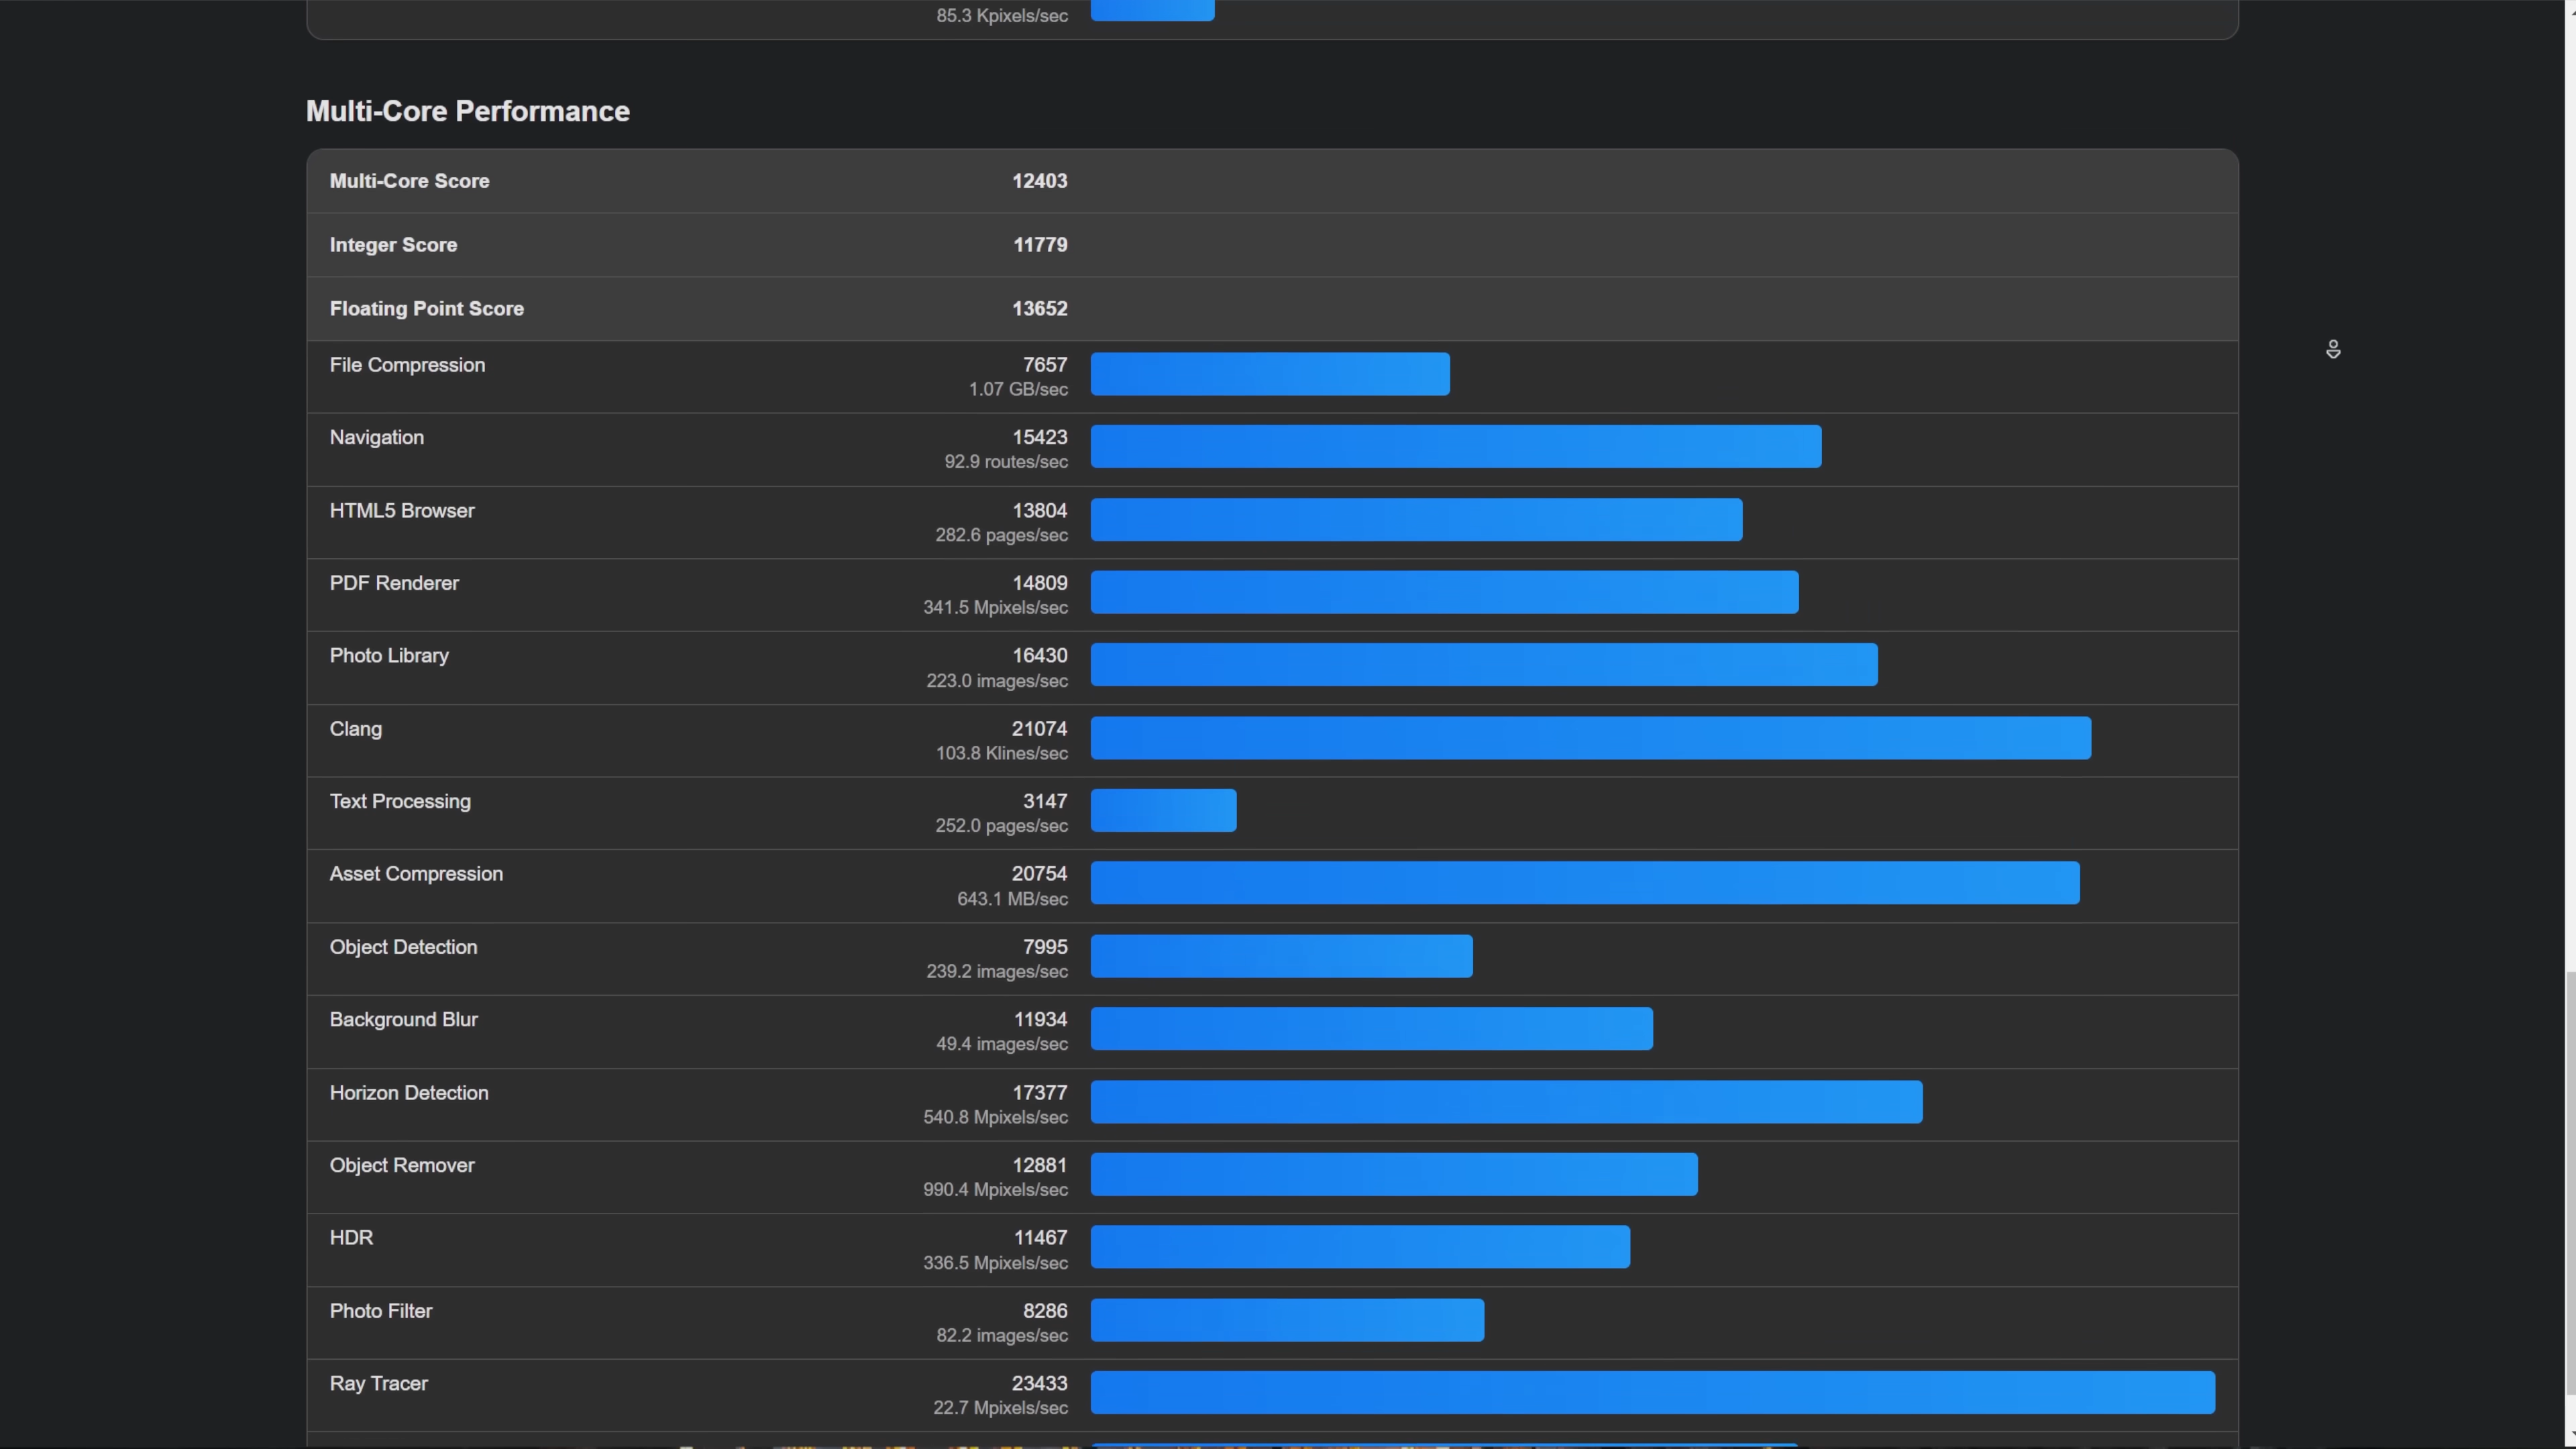 85.3 Kpixels/sec
Multi-Core Performance
Multi-Core Score 12403
Integer Score 11779
Floating Point Score 13652
File Compression 7657
1.07 GB/sec
Navigation 15423
92.9 routes/sec
HTML5 Browser 13804
282.6 pages/sec
PDF Renderer 14809
341.5 Mpixels/sec
Photo Library 16430
223.0 images/sec
Clang 21074
103.8 Klines/sec
Text Processing 3147
252.0 pages/sec
Asset Compression 20754
643.1 MB/sec
Object Detection 7995
239.2 images/sec
Background Blur 11934
49.4 images/sec
Horizon Detection 17377
540.8 Mpixels/sec
Object Remover 12881
990.4 Mpixels/sec
HDR 11467
336.5 Mpixels/sec
Photo Filter 8286
82.2 images/sec
Ray Tracer 23433
22.7 Mpixels/sec